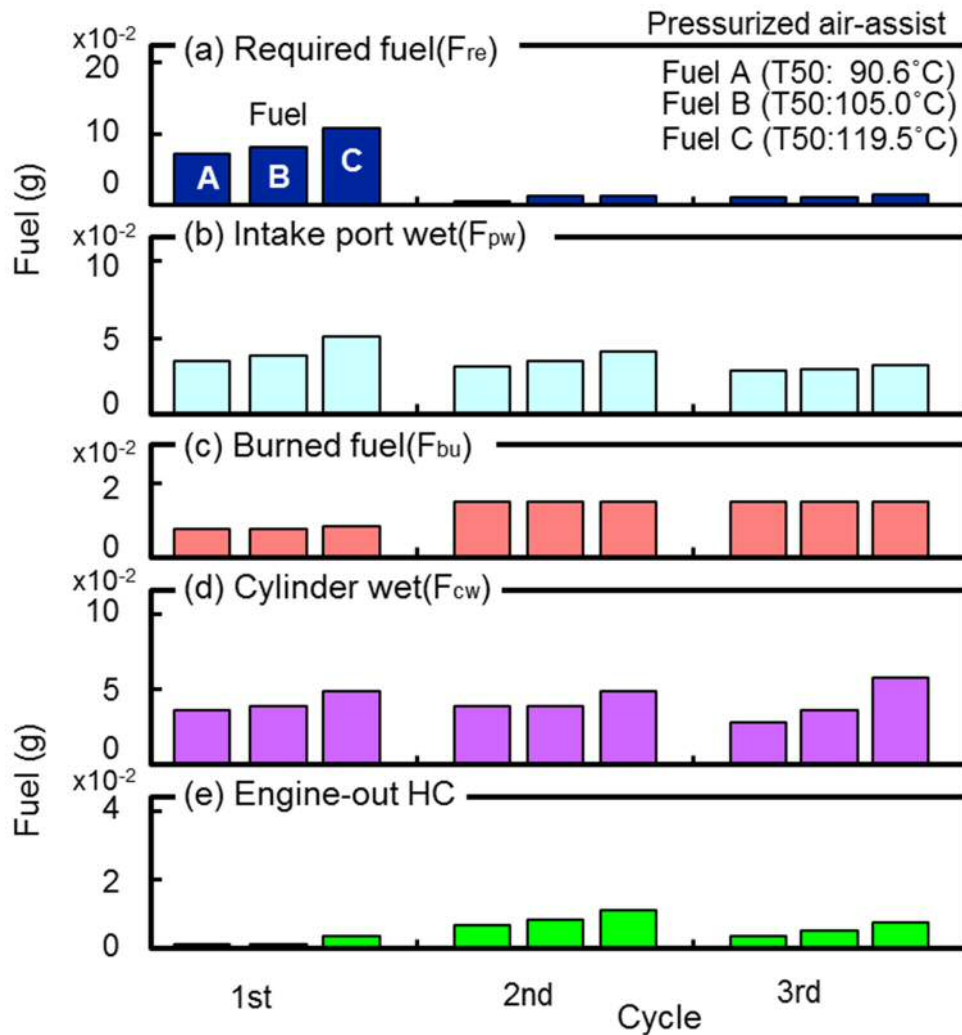 Pressurized air-assist
Fuel A (T50: 90.6°C)
Fuel B (T50:105.0°C)
Fuel C (T50:119.5°C)
x10-2
(a) Required fuel(Fre)
20
10
0
Fuel
A
B
C
Fuel (g)
x10-2
(b) Intake port wet(Fpw)
10
5
0
x10-2
(c) Burned fuel(Fbu)
2
0
x10-2
(d) Cylinder wet(Fcw)
10
5
0
Fuel (g)
x10-2
(e) Engine-out HC
4
2
0
1st
2nd
3rd
Cycle